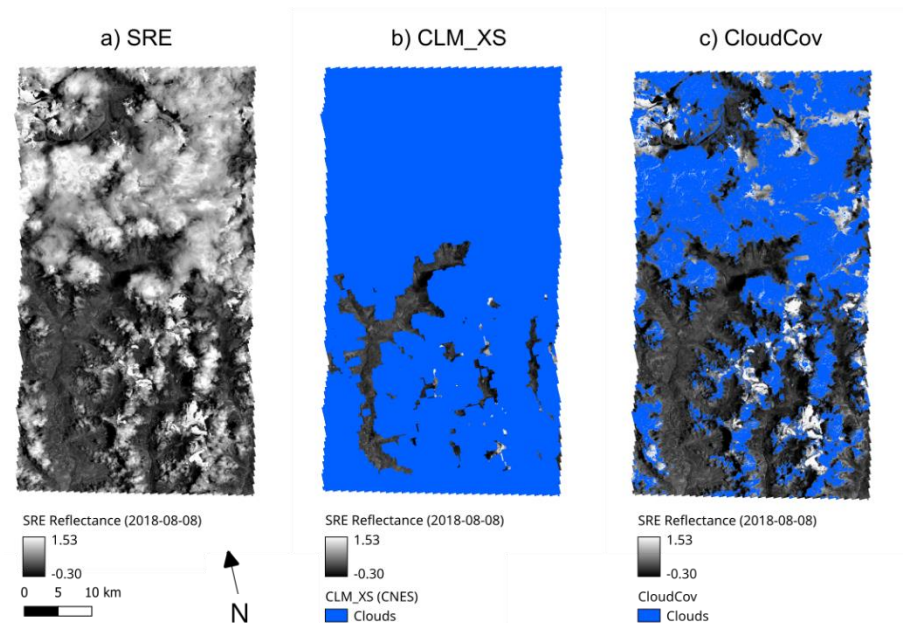 a) SRE
b) CLM_XS
c) CloudCov
SRE Reflectance (2018-08-08)
1.53
-0.30
0 5 10 km
N
SRE Reflectance (2018-08-08)
1.53
-0.30
CLM_XS (CNES)
Clouds
SRE Reflectance (2018-08-08)
1.53
-0.30
CloudCov
Clouds